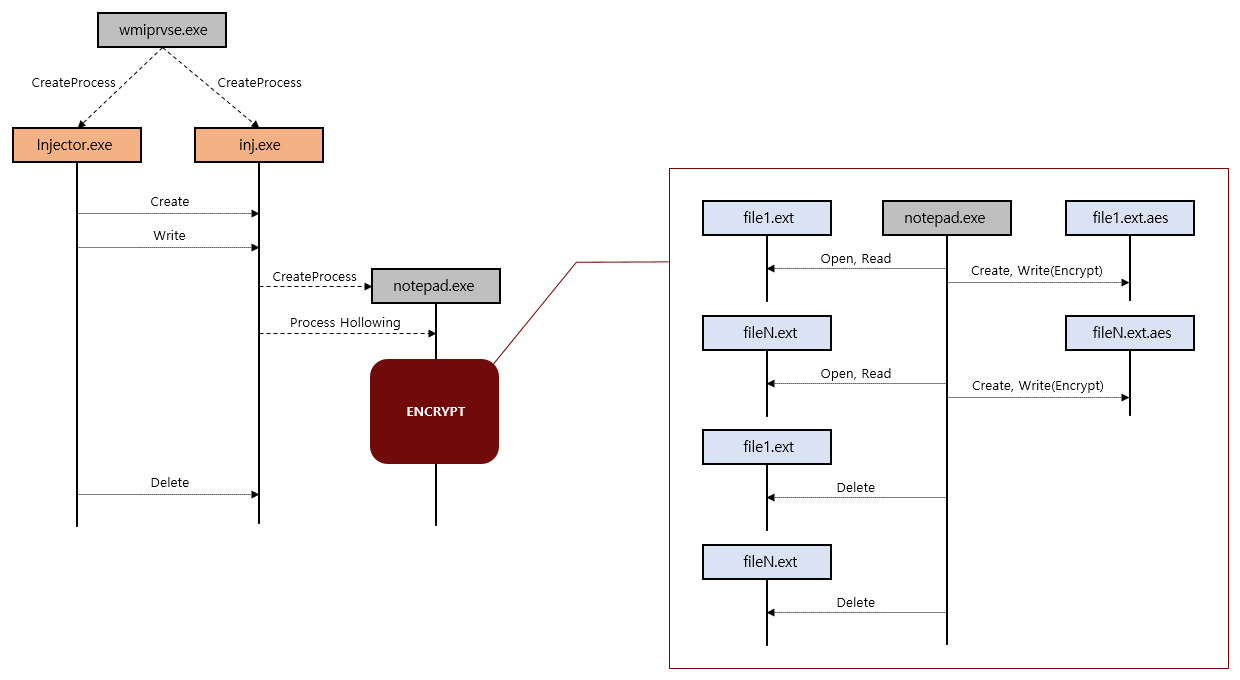 wmiprvse.exe
CreateProcess
CreateProcess
Injector.exe
inj.exe
Create
Write
CreateProcess
notepad.exe
Process Hollowing
ENCRYPT
Delete
file1.ext
notepad.exe
file1.ext.aes
Open, Read
Create, Write(Encrypt)
fileN.ext
fileN.ext.aes
Open, Read
Create, Write(Encrypt)
file1.ext
Delete
fileN.ext
Delete